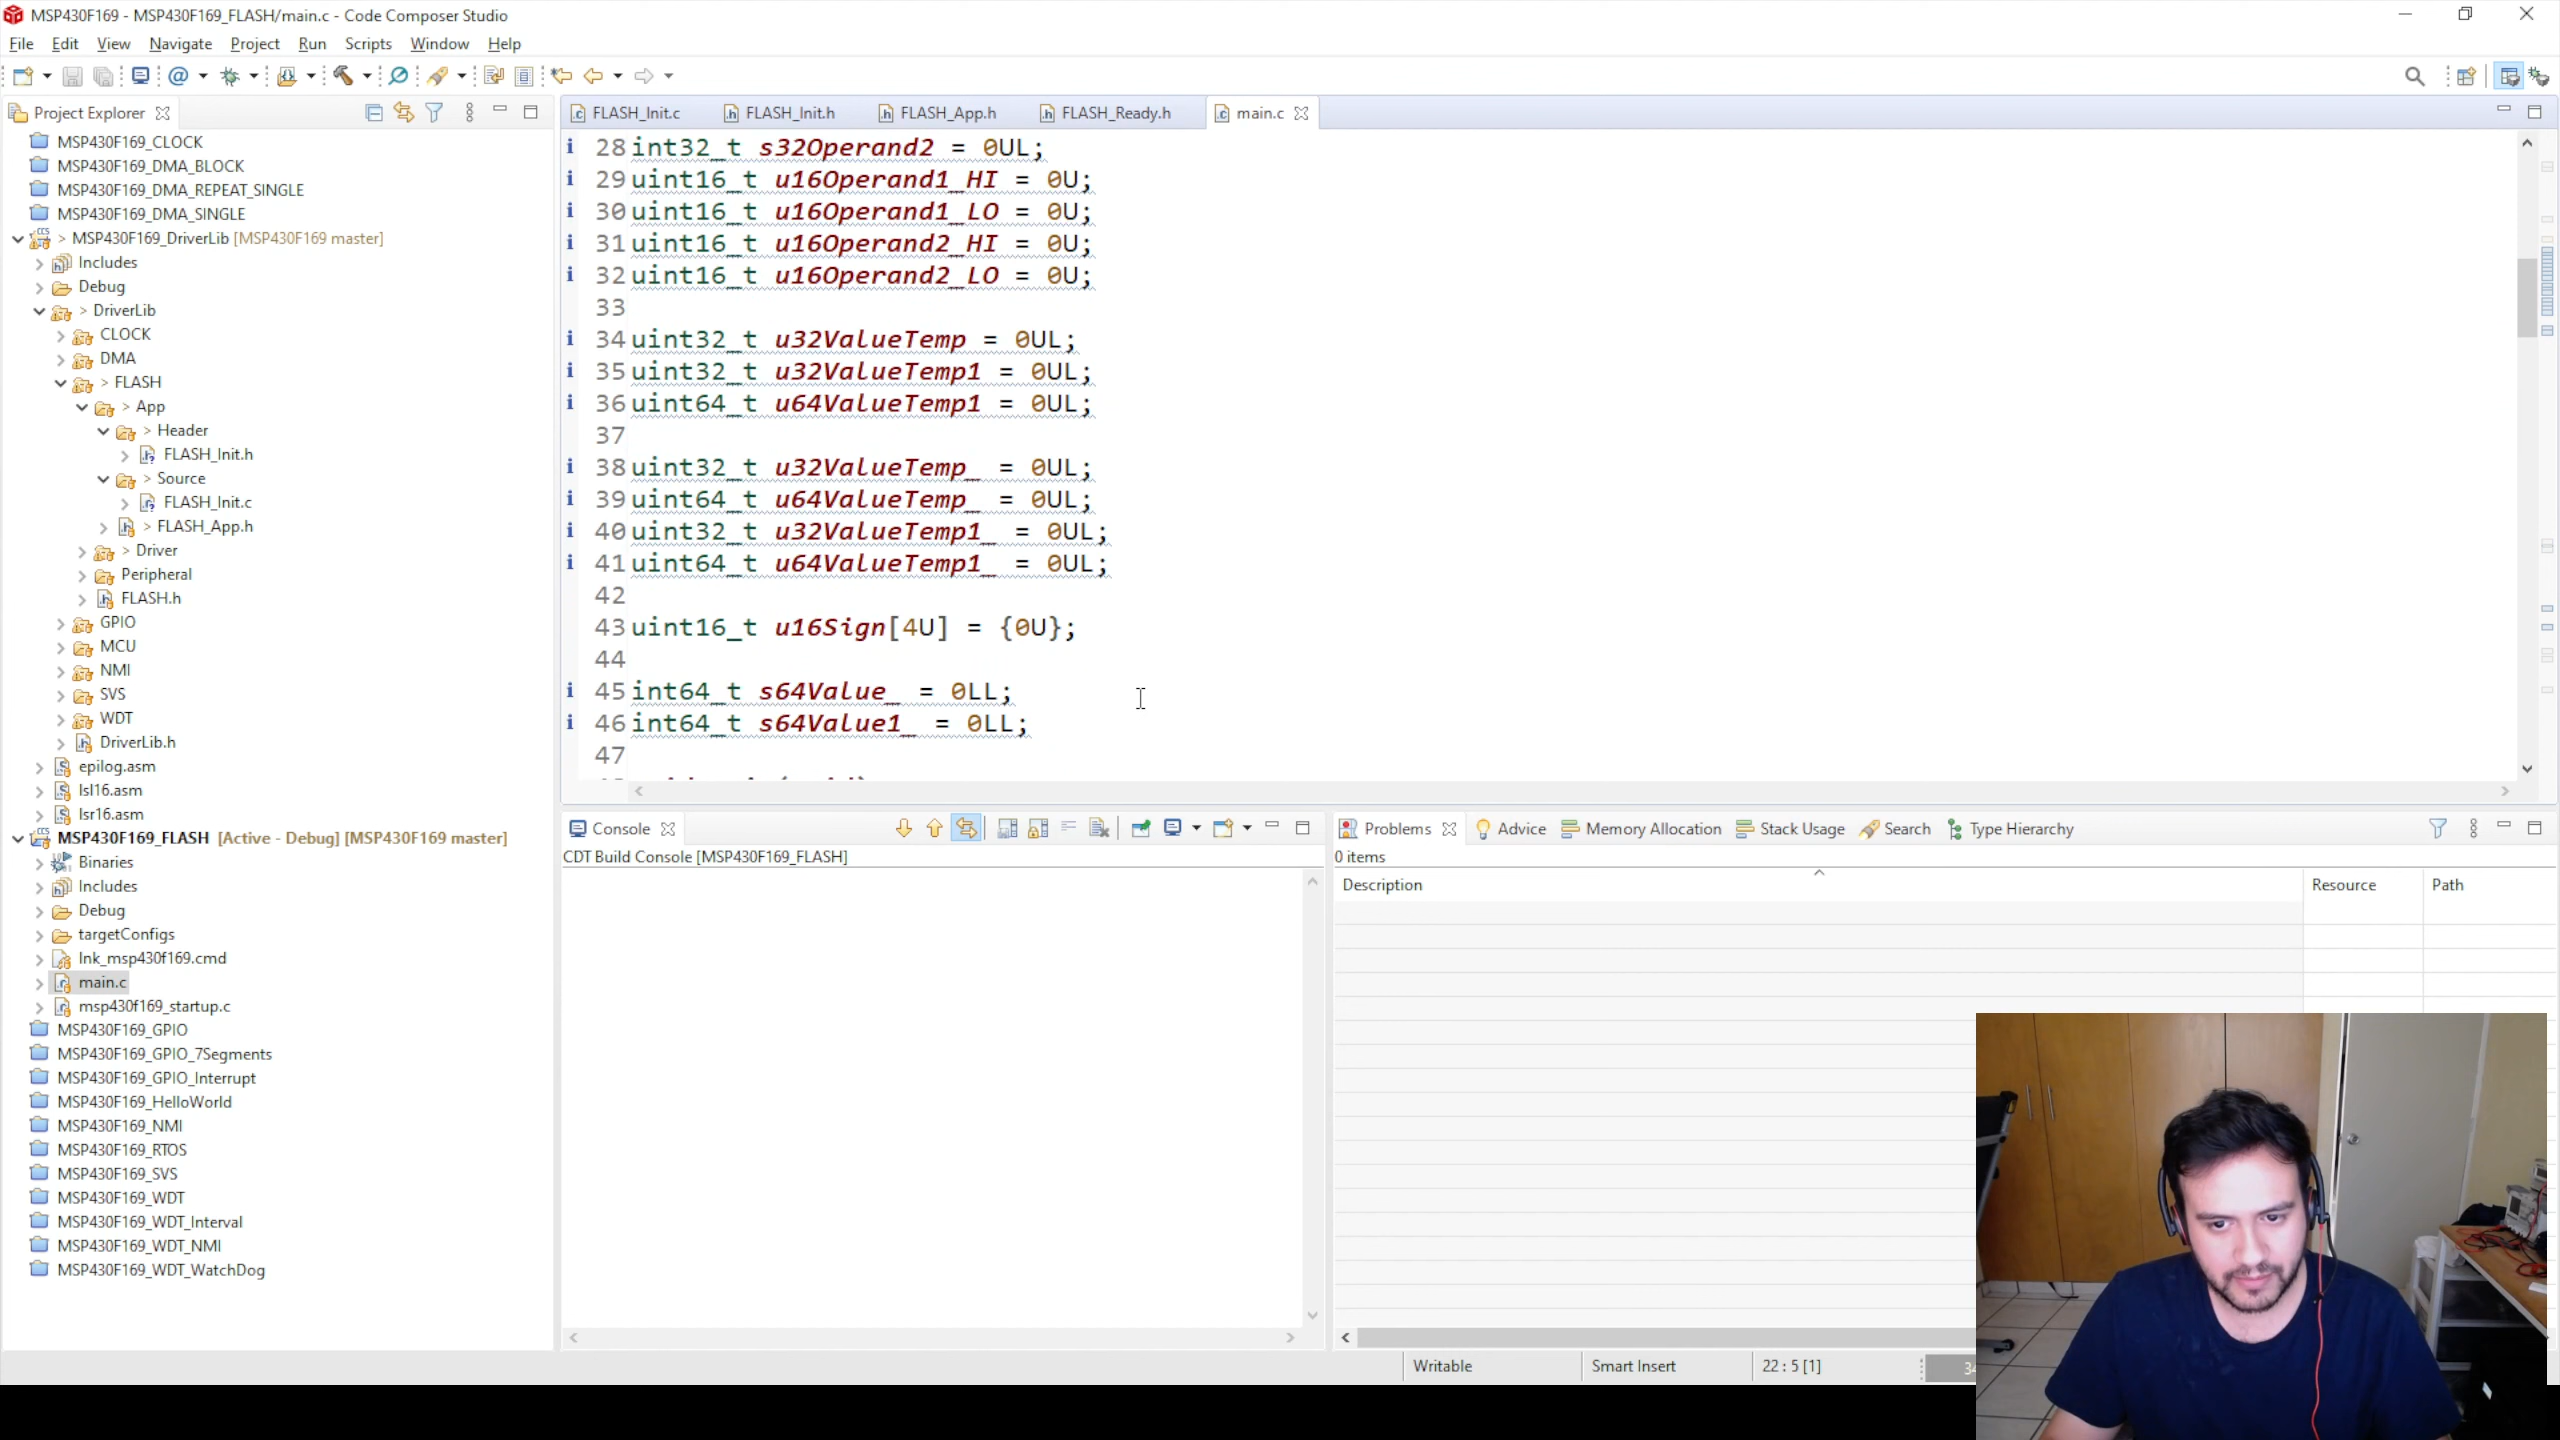 MSP430F169 - MSP430F169_FLASH/main.c - Code Composer Studio
File Edit View Navigate Project Run Scripts Window Help
Project Explorer
MSP430F169_CLOCK
MSP430F169_DMA_BLOCK
MSP430F169_DMA_REPEAT_SINGLE
MSP430F169_DMA_SINGLE
> MSP430F169_DriverLib [MSP430F169 master]
Includes
Debug
> DriverLib
CLOCK
DMA
> FLASH
> App
> Header
FLASH_Init.h
> Source
FLASH_Init.c
> FLASH_App.h
> Driver
Peripheral
FLASH.h
GPIO
MCU
NMI
SVS
WDT
DriverLib.h
epilog.asm
lsl16.asm
lsr16.asm
MSP430F169_FLASH [Active - Debug] [MSP430F169 master]
Binaries
Includes
Debug
targetConfigs
lnk_msp430f169.cmd
main.c
msp430f169_startup.c
MSP430F169_GPIO
MSP430F169_GPIO_7Segments
MSP430F169_GPIO_Interrupt
MSP430F169_HelloWorld
MSP430F169_NMI
MSP430F169_RTOS
MSP430F169_SVS
MSP430F169_WDT
MSP430F169_WDT_Interval
MSP430F169_WDT_NMI
MSP430F169_WDT_WatchDog
FLASH_Init.c FLASH_Init.h FLASH_App.h FLASH_Ready.h main.c
28 int32_t s32Operand2 = 0UL;
29 uint16_t u16Operand1_HI = 0U;
30 uint16_t u16Operand1_LO = 0U;
31 uint16_t u16Operand2_HI = 0U;
32 uint16_t u16Operand2_LO = 0U;
33
34 uint32_t u32ValueTemp = 0UL;
35 uint32_t u32ValueTemp1 = 0UL;
36 uint64_t u64ValueTemp1 = 0UL;
37
38 uint32_t u32ValueTemp_ = 0UL;
39 uint64_t u64ValueTemp_ = 0UL;
40 uint32_t u32ValueTemp1_ = 0UL;
41 uint64_t u64ValueTemp1_ = 0UL;
42
43 uint16_t u16Sign[4U] = {0U};
44
45 int64_t s64Value_ = 0LL;
46 int64_t s64Value1_ = 0LL;
47
Console
CDT Build Console [MSP430F169_FLASH]
Problems Advice Memory Allocation Stack Usage Search Type Hierarchy
0 items
Description Resource Path
Writable Smart Insert 22 : 5 [1]